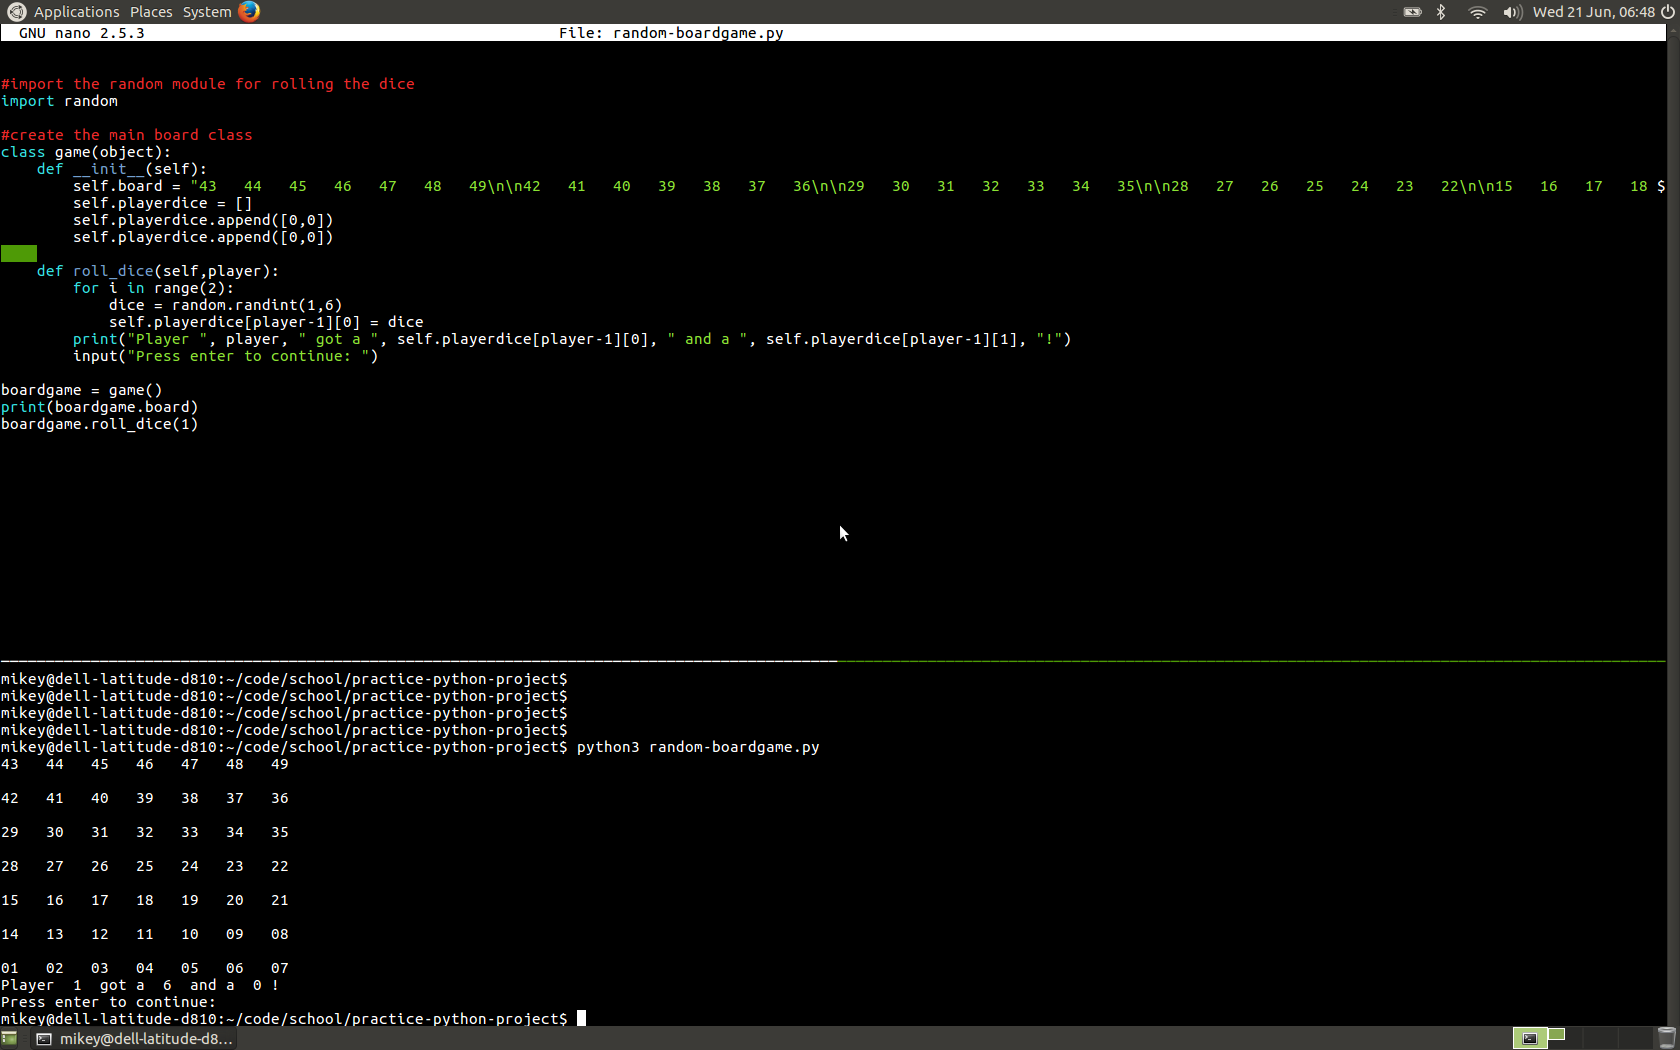 Applications Places System Wed 21 Jun, 06:48
GNU nano 2.5.3 File: random-boardgame.py
#import the random module for rolling the dice
import random
#create the main board class
class game(object):
    def __init__(self):
        self.board = "43   44   45   46   47   48   49\n\n42   41   40   39   38   37   36\n\n29   30   31   32   33   34   35\n\n28   27   26   25   24   23   22\n\n15   16   17   18 $
        self.playerdice = []
        self.playerdice.append([0,0])
        self.playerdice.append([0,0])
    def roll_dice(self,player):
        for i in range(2):
            dice = random.randint(1,6)
            self.playerdice[player-1][0] = dice
        print("Player ", player, " got a ", self.playerdice[player-1][0], " and a ", self.playerdice[player-1][1], "!")
        input("Press enter to continue: ")
boardgame = game()
print(boardgame.board)
boardgame.roll_dice(1)
mikey@dell-latitude-d810:~/code/school/practice-python-project$
mikey@dell-latitude-d810:~/code/school/practice-python-project$
mikey@dell-latitude-d810:~/code/school/practice-python-project$
mikey@dell-latitude-d810:~/code/school/practice-python-project$
mikey@dell-latitude-d810:~/code/school/practice-python-project$ python3 random-boardgame.py
43   44   45   46   47   48   49
42   41   40   39   38   37   36
29   30   31   32   33   34   35
28   27   26   25   24   23   22
15   16   17   18   19   20   21
14   13   12   11   10   09   08
01   02   03   04   05   06   07
Player  1  got a  6  and a  0 !
Press enter to continue:
mikey@dell-latitude-d810:~/code/school/practice-python-project$
mikey@dell-latitude-d8...